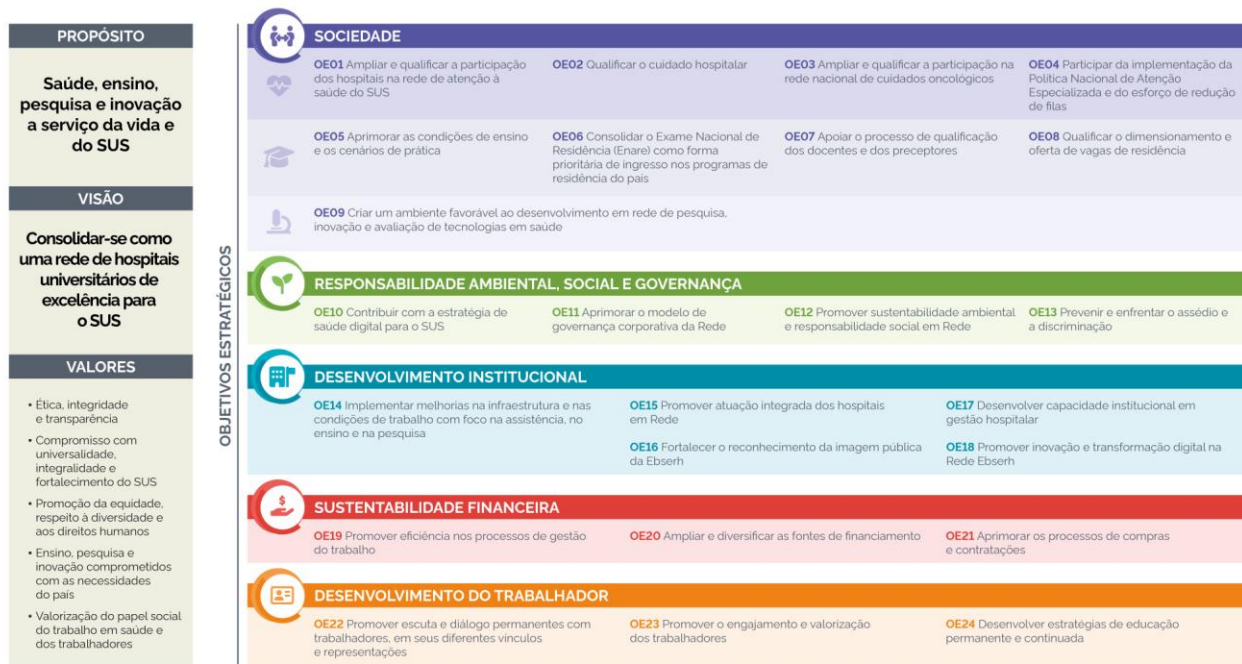 PROPÓSITO
Saúde, ensino,
pesquisa e inovação
a serviço da vida e
do SUS
VISÃO
Consolidar-se como
uma rede de hospitais
universitários de
excelência para
o SUS
VALORES
• Ética, integridade
e transparência
• Compromisso com
universalidade,
integralidade e
fortalecimento do SUS
• Promoção da equidade,
respeito à diversidade e
aos direitos humanos
• Ensino, pesquisa e
inovação comprometidos
com as necessidades
do país
• Valorização do papel social
do trabalho em saúde e
dos trabalhadores
OBJETIVOS ESTRATÉGICOS
SOCIEDADE
OE01 Ampliar e qualificar a participação
dos hospitais na rede de atenção à
saúde do SUS
OE02 Qualificar o cuidado hospitalar
OE03 Ampliar e qualificar a participação na
rede nacional de cuidados oncológicos
OE04 Participar da implementação da
Política Nacional de Atenção
Especializada e do esforço de redução
de filas
OE05 Aprimorar as condições de ensino
e os cenários de prática
OE06 Consolidar o Exame Nacional de
Residência (Enare) como forma
prioritária de ingresso nos programas de
residência do país
OE07 Apoiar o processo de qualificação
dos docentes e dos preceptores
OE08 Qualificar o dimensionamento e
oferta de vagas de residência
OE09 Criar um ambiente favorável ao desenvolvimento em rede de pesquisa,
inovação e avaliação de tecnologias em saúde
RESPONSABILIDADE AMBIENTAL, SOCIAL E GOVERNANÇA
OE10 Contribuir com a estratégia de
saúde digital para o SUS
OE11 Aprimorar o modelo de
governança corporativa da Rede
OE12 Promover sustentabilidade ambiental
e responsabilidade social em Rede
OE13 Prevenir e enfrentar o assédio e
a discriminação
DESENVOLVIMENTO INSTITUCIONAL
OE14 Implementar melhorias na infraestrutura e nas
condições de trabalho com foco na assistência, no
ensino e na pesquisa
OE15 Promover atuação integrada dos hospitais
em Rede
OE16 Fortalecer o reconhecimento da imagem pública
da Ebserh
OE17 Desenvolver capacidade institucional em
gestão hospitalar
OE18 Promover inovação e transformação digital na
Rede Ebserh
SUSTENTABILIDADE FINANCEIRA
OE19 Promover eficiência nos processos de gestão
do trabalho
OE20 Ampliar e diversificar as fontes de financiamento
OE21 Aprimorar os processos de compras
e contratações
DESENVOLVIMENTO DO TRABALHADOR
OE22 Promover escuta e diálogo permanentes com
trabalhadores, em seus diferentes vínculos
e representações
OE23 Promover o engajamento e valorização
dos trabalhadores
OE24 Desenvolver estratégias de educação
permanente e continuada